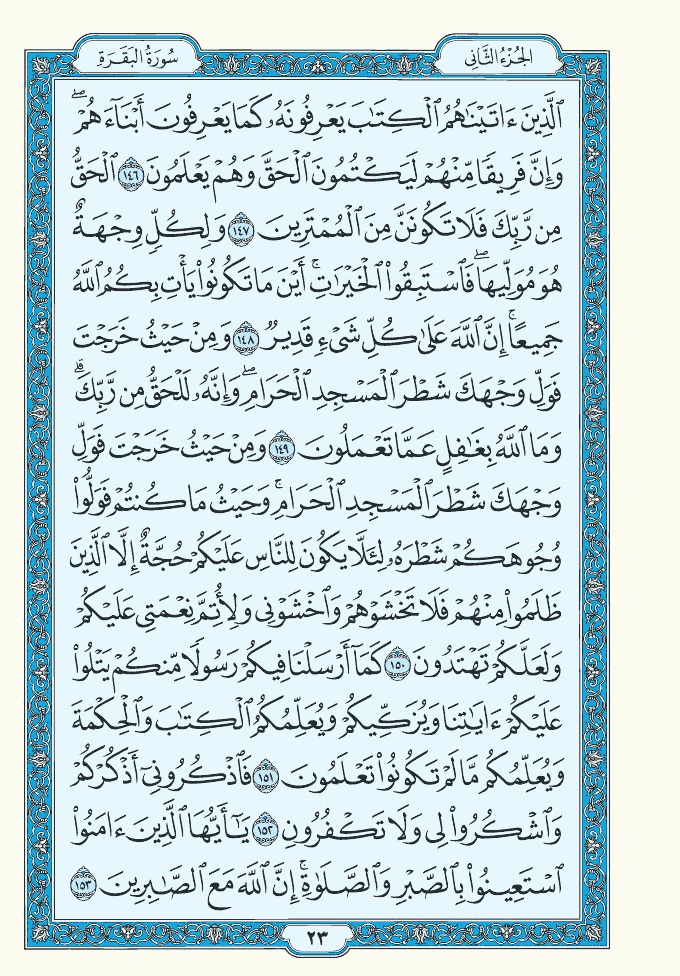 الجُزْءُ الثَّانِي
سُورَةُ البَقَرَةِ
ٱلَّذِينَ ءَاتَيْنَٰهُمُ ٱلْكِتَٰبَ يَعْرِفُونَهُۥ كَمَا يَعْرِفُونَ أَبْنَآءَهُمْۖ
وَإِنَّ فَرِيقًا مِّنْهُمْ لَيَكْتُمُونَ ٱلْحَقَّ وَهُمْ يَعْلَمُونَ ١٤٦ ٱلْحَقُّ
مِن رَّبِّكَ فَلَا تَكُونَنَّ مِنَ ٱلْمُمْتَرِينَ ١٤٧ وَلِكُلٍّ وِجْهَةٌ
هُوَ مُوَلِّيهَاۖ فَٱسْتَبِقُوا۟ ٱلْخَيْرَٰتِۚ أَيْنَ مَا تَكُونُوا۟ يَأْتِ بِكُمُ ٱللَّهُ
جَمِيعًاۚ إِنَّ ٱللَّهَ عَلَىٰ كُلِّ شَىْءٍ قَدِيرٌ ١٤٨ وَمِنْ حَيْثُ خَرَجْتَ
فَوَلِّ وَجْهَكَ شَطْرَ ٱلْمَسْجِدِ ٱلْحَرَامِۖ وَإِنَّهُۥ لَلْحَقُّ مِن رَّبِّكَۗ
وَمَا ٱللَّهُ بِغَٰفِلٍ عَمَّا تَعْمَلُونَ ١٤٩ وَمِنْ حَيْثُ خَرَجْتَ فَوَلِّ
وَجْهَكَ شَطْرَ ٱلْمَسْجِدِ ٱلْحَرَامِۚ وَحَيْثُ مَا كُنتُمْ فَوَلُّوا۟
وُجُوهَكُمْ شَطْرَهُۥ لِئَلَّا يَكُونَ لِلنَّاسِ عَلَيْكُمْ حُجَّةٌ إِلَّا ٱلَّذِينَ
ظَلَمُوا۟ مِنْهُمْ فَلَا تَخْشَوْهُمْ وَٱخْشَوْنِى وَلِأُتِمَّ نِعْمَتِى عَلَيْكُمْ
وَلَعَلَّكُمْ تَهْتَدُونَ ١٥٠ كَمَآ أَرْسَلْنَا فِيكُمْ رَسُولًا مِّنكُمْ يَتْلُوا۟
عَلَيْكُمْ ءَايَٰتِنَا وَيُزَكِّيكُمْ وَيُعَلِّمُكُمُ ٱلْكِتَٰبَ وَٱلْحِكْمَةَ
وَيُعَلِّمُكُم مَّا لَمْ تَكُونُوا۟ تَعْلَمُونَ ١٥١ فَٱذْكُرُونِىٓ أَذْكُرْكُمْ
وَٱشْكُرُوا۟ لِى وَلَا تَكْفُرُونِ ١٥٢ يَٰٓأَيُّهَا ٱلَّذِينَ ءَامَنُوا۟
ٱسْتَعِينُوا۟ بِٱلصَّبْرِ وَٱلصَّلَوٰةِۚ إِنَّ ٱللَّهَ مَعَ ٱلصَّٰبِرِينَ ١٥٣
٢٣